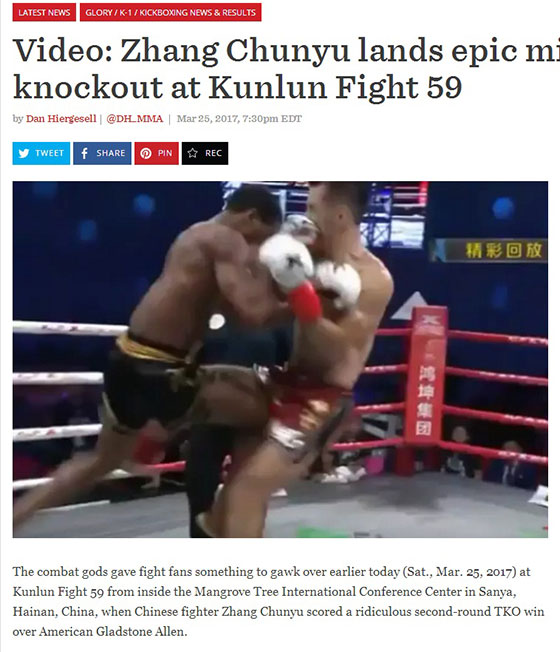 LATEST NEWS GLORY / K-1 / KICKBOXING NEWS & RESULTS
Video: Zhang Chunyu lands epic mi
knockout at Kunlun Fight 59
by Dan Hiergesell | @DH_MMA | Mar 25, 2017, 7:30pm EDT
TWEET SHARE PIN REC
精彩回放
鸿坤集团
The combat gods gave fight fans something to gawk over earlier today (Sat., Mar. 25, 2017) at
Kunlun Fight 59 from inside the Mangrove Tree International Conference Center in Sanya,
Hainan, China, when Chinese fighter Zhang Chunyu scored a ridiculous second-round TKO win
over American Gladstone Allen.